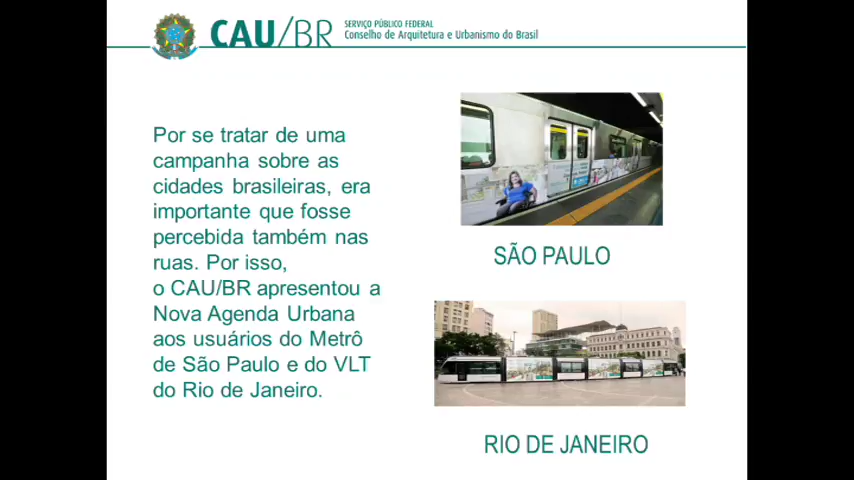 CAU/BR
SERVIÇO PÚBLICO FEDERAL
Conselho de Arquitetura e Urbanismo do Brasil
Por se tratar de uma
campanha sobre as
cidades brasileiras, era
importante que fosse
percebida também nas
ruas. Por isso,
o CAU/BR apresentou a
Nova Agenda Urbana
aos usuários do Metrô
de São Paulo e do VLT
do Rio de Janeiro.
SÃO PAULO
RIO DE JANEIRO